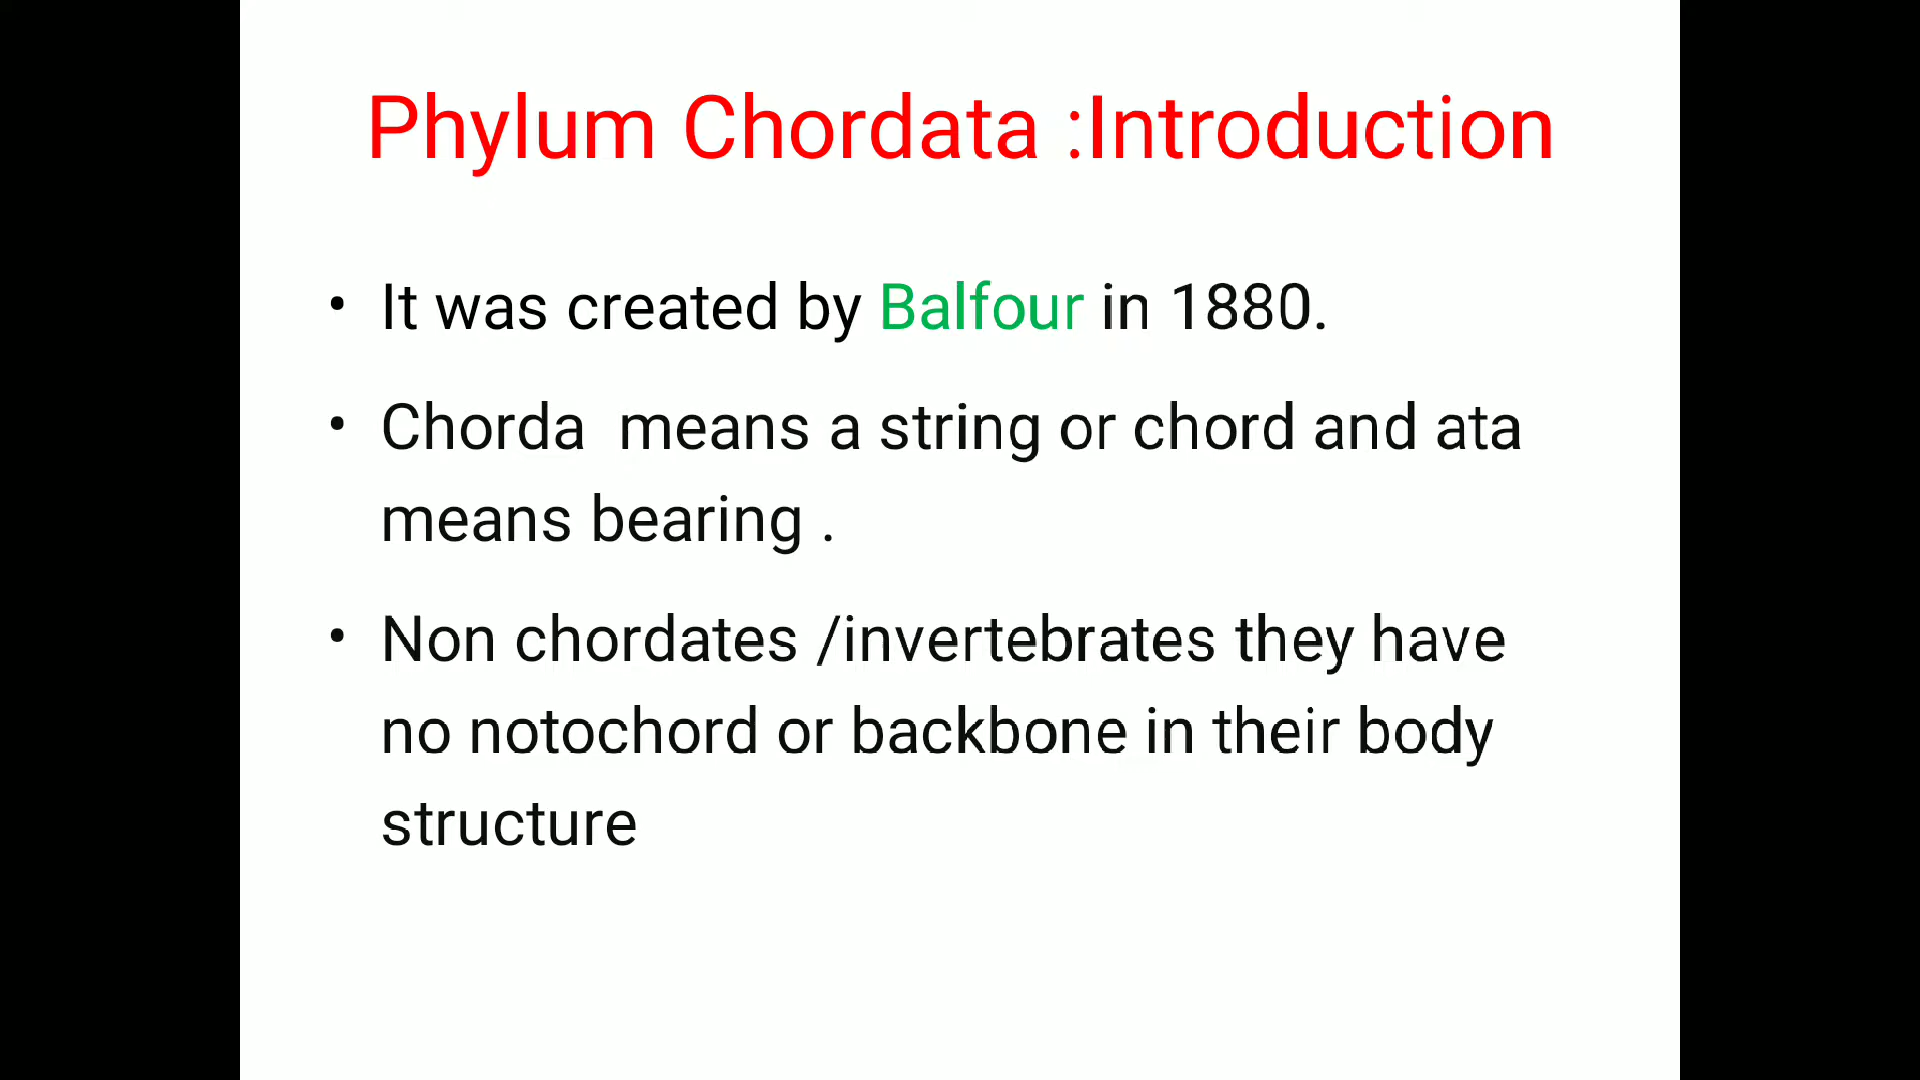 Phylum Chordata :Introduction
• It was created by Balfour in 1880.
• Chorda  means a string or chord and ata
means bearing .
• Non chordates /invertebrates they have
no notochord or backbone in their body
structure